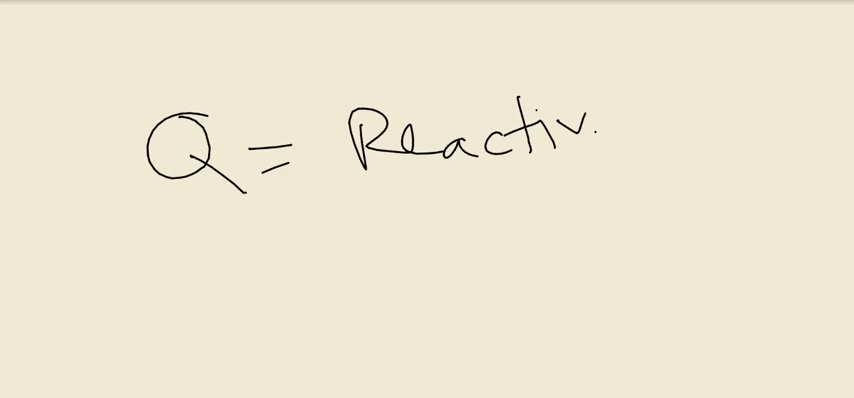 Q = Reactiv.